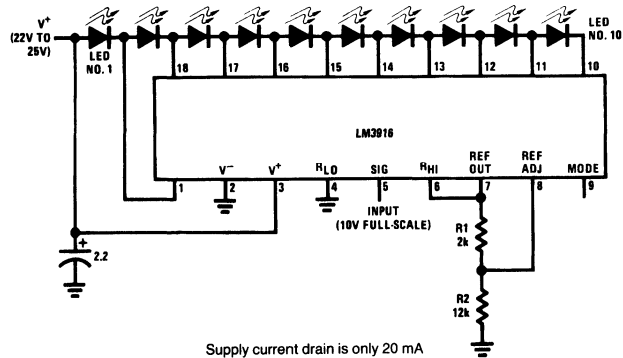 V+
(22V TO
25V)
LED
NO. 1
LED
NO. 10
18
17
16
15
14
13
12
11
10
LM3916
V−
V+
RLO
SIG
RHI
REF
OUT
REF
ADJ
MODE
1
2
3
4
5
6
7
8
9
INPUT
(10V FULL-SCALE)
+
2.2
R1
2k
R2
12k
Supply current drain is only 20 mA